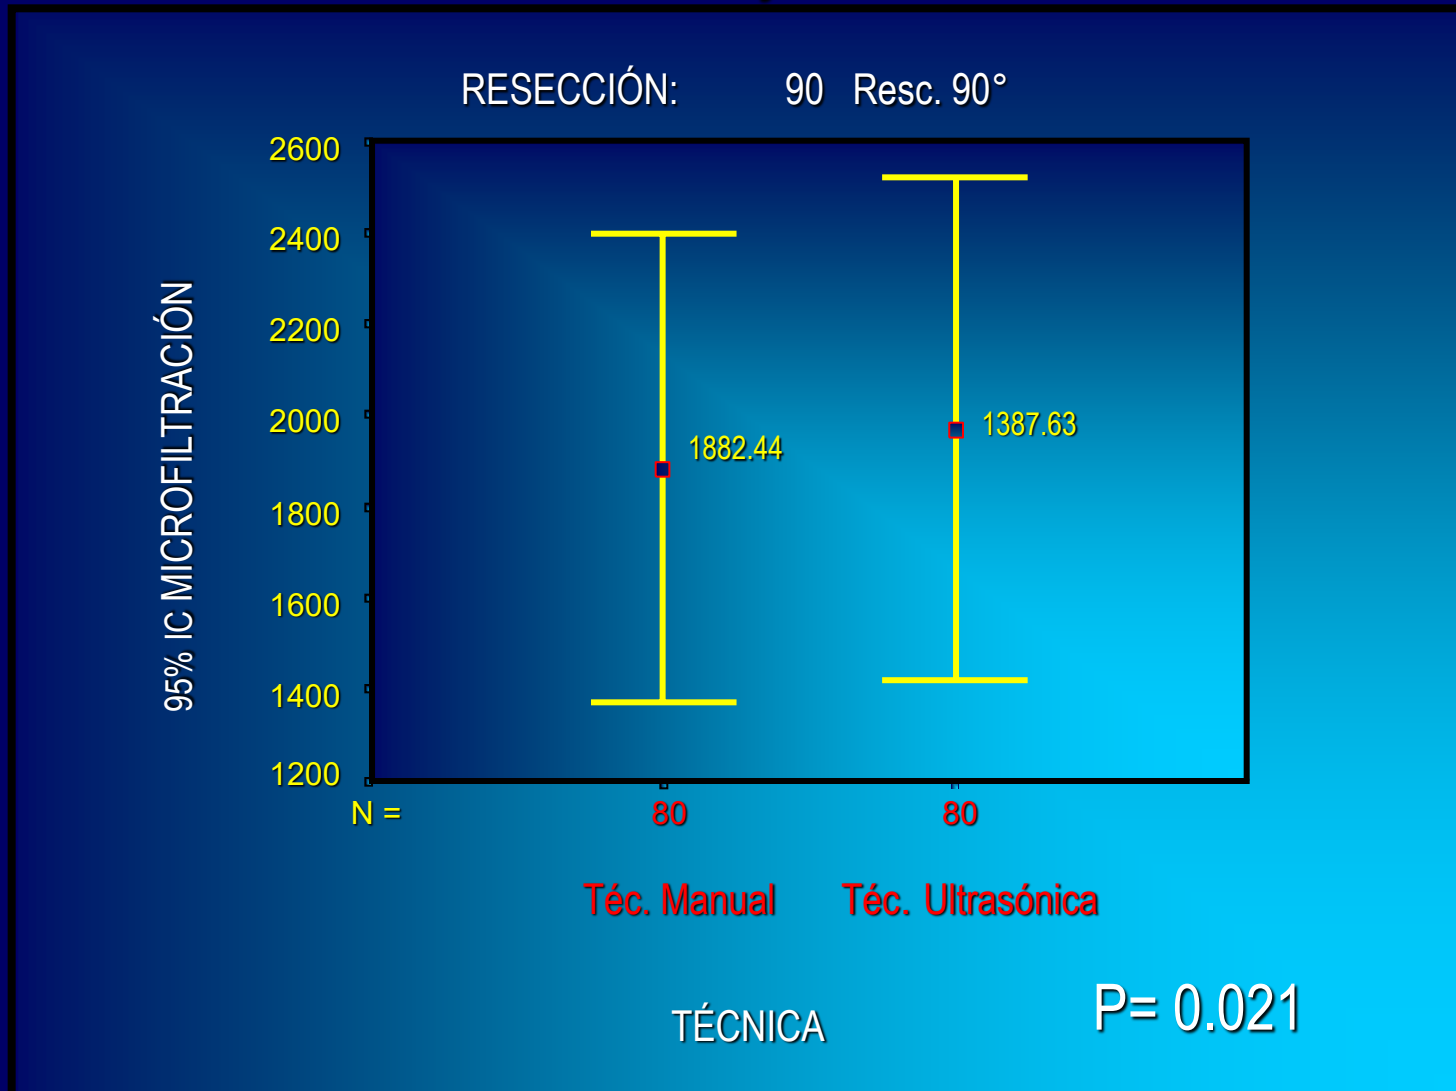 RESECCIÓN: 90 Resc. 90°
2600
2400
2200
2000
1800
1600
1400
1200
95% IC MICROFILTRACIÓN
1882.44
1387.63
N = 80 80
Téc. Manual Téc. Ultrasónica
TÉCNICA
P= 0.021